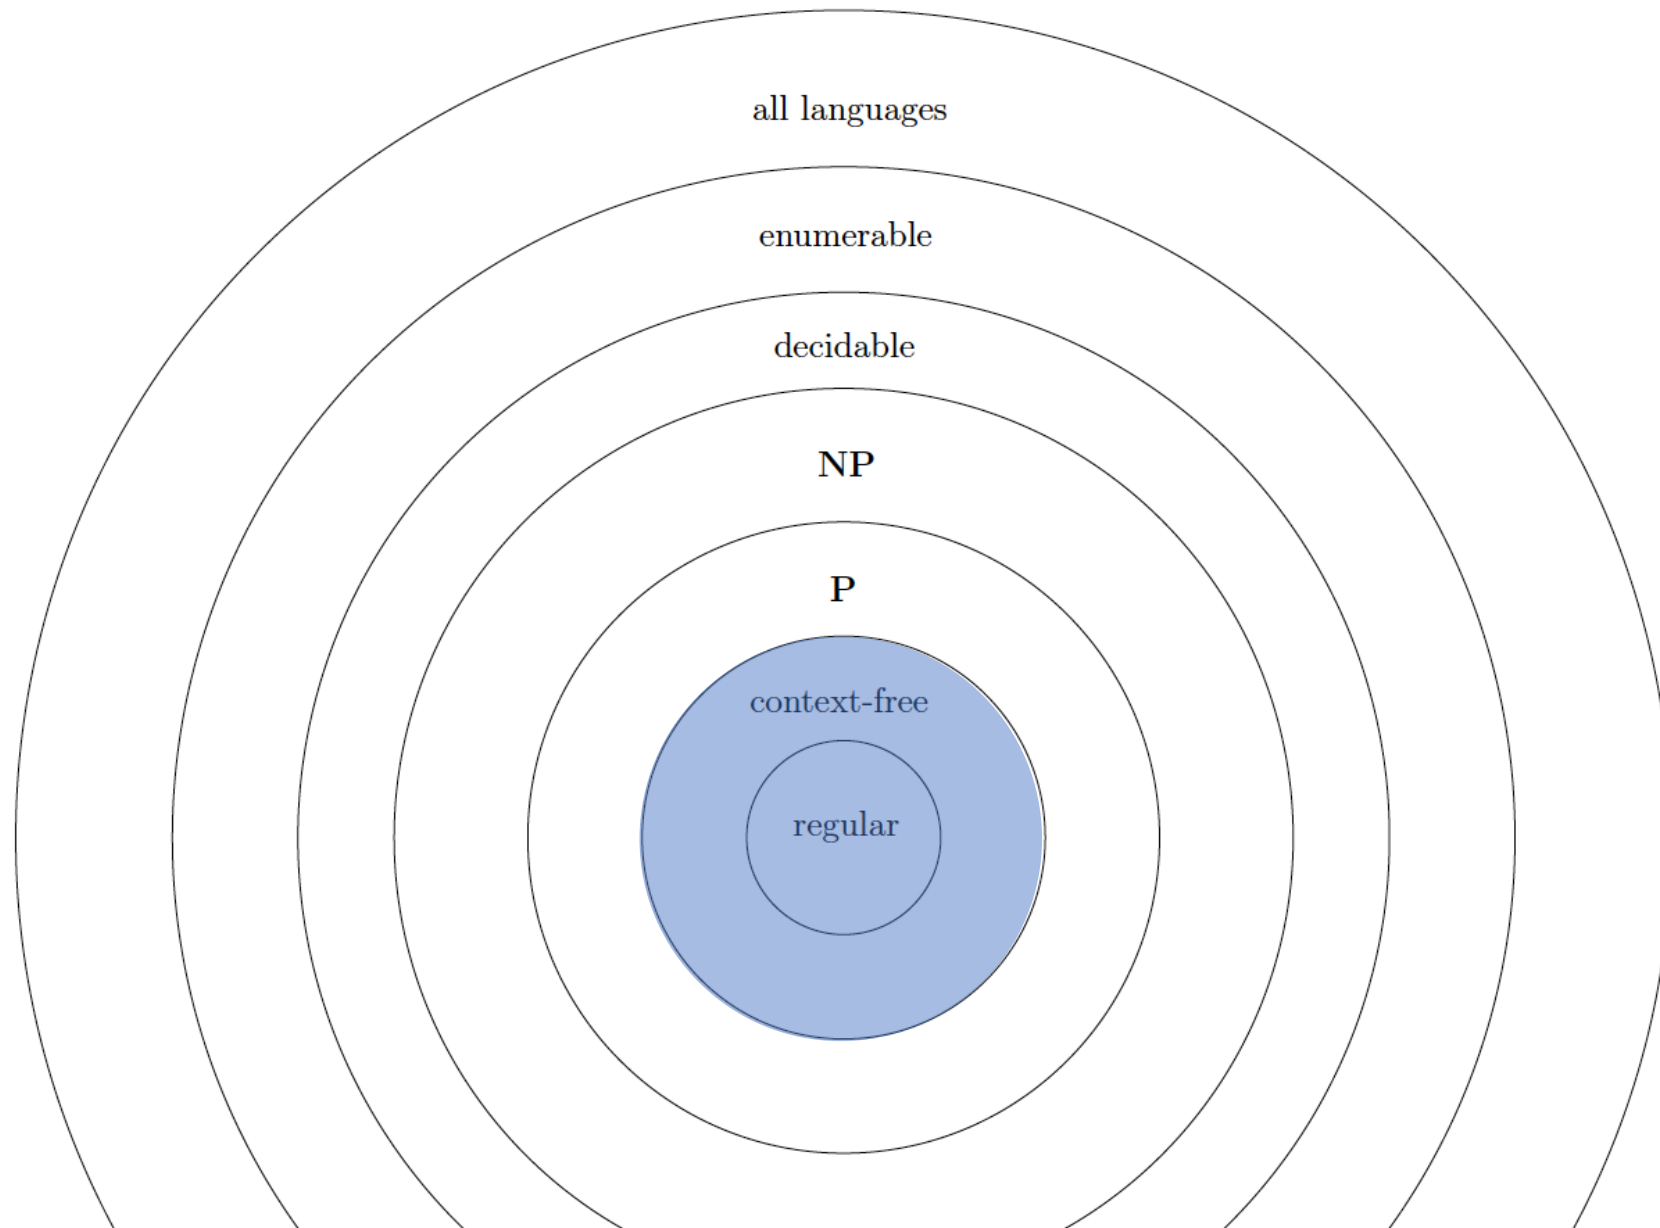 all languages
enumerable
decidable
NP
P
context-free
regular